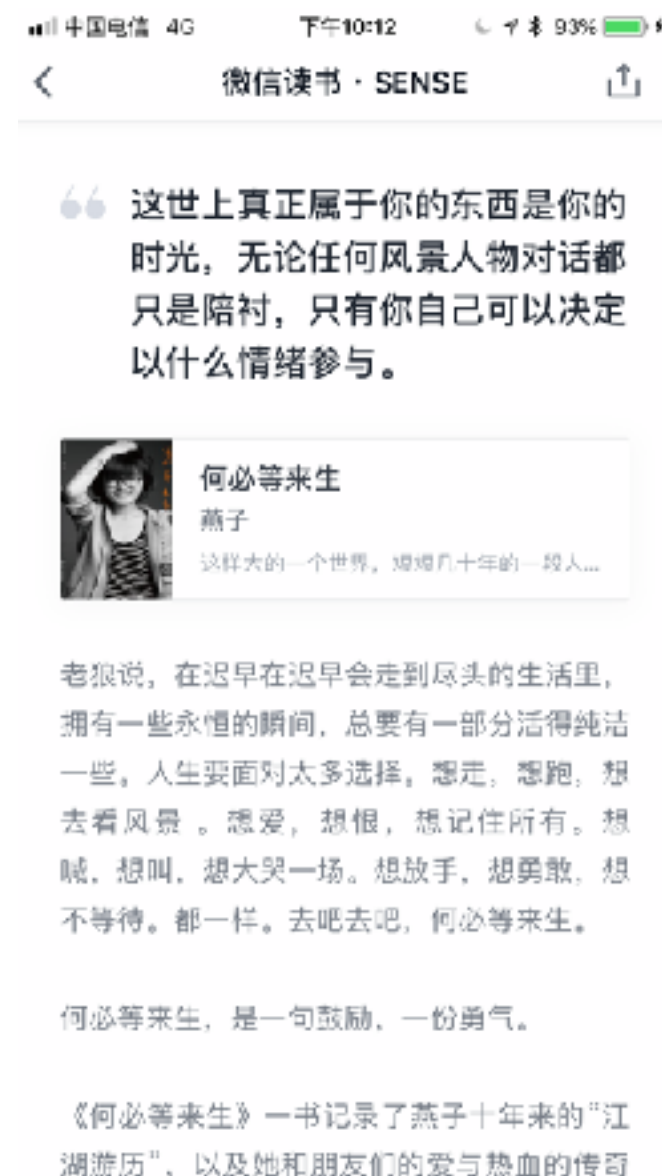 中国电信 4G 下午10:12 93%
微信读书 · SENSE
这世上真正属于你的东西是你的
时光，无论任何风景人物对话都
只是陪衬，只有你自己可以决定
以什么情绪参与。
何必等来生
燕子
这样大的一个世界，短短几十年的一段人...
老狼说，在迟早在迟早会走到尽头的生活里，
拥有一些永恒的瞬间，总要有一部分活得纯洁
一些。人生要面对太多选择。想走，想跑，想
去看风景 。想爱，想恨，想记住所有。想
喊，想叫，想大哭一场。想放手，想勇敢，想
不等待。都一样。去吧去吧，何必等来生。
何必等来生，是一句鼓励，一份勇气。
《何必等来生》一书记录了燕子十年来的“江
湖游历”，以及她和朋友们的爱与热血的传奇